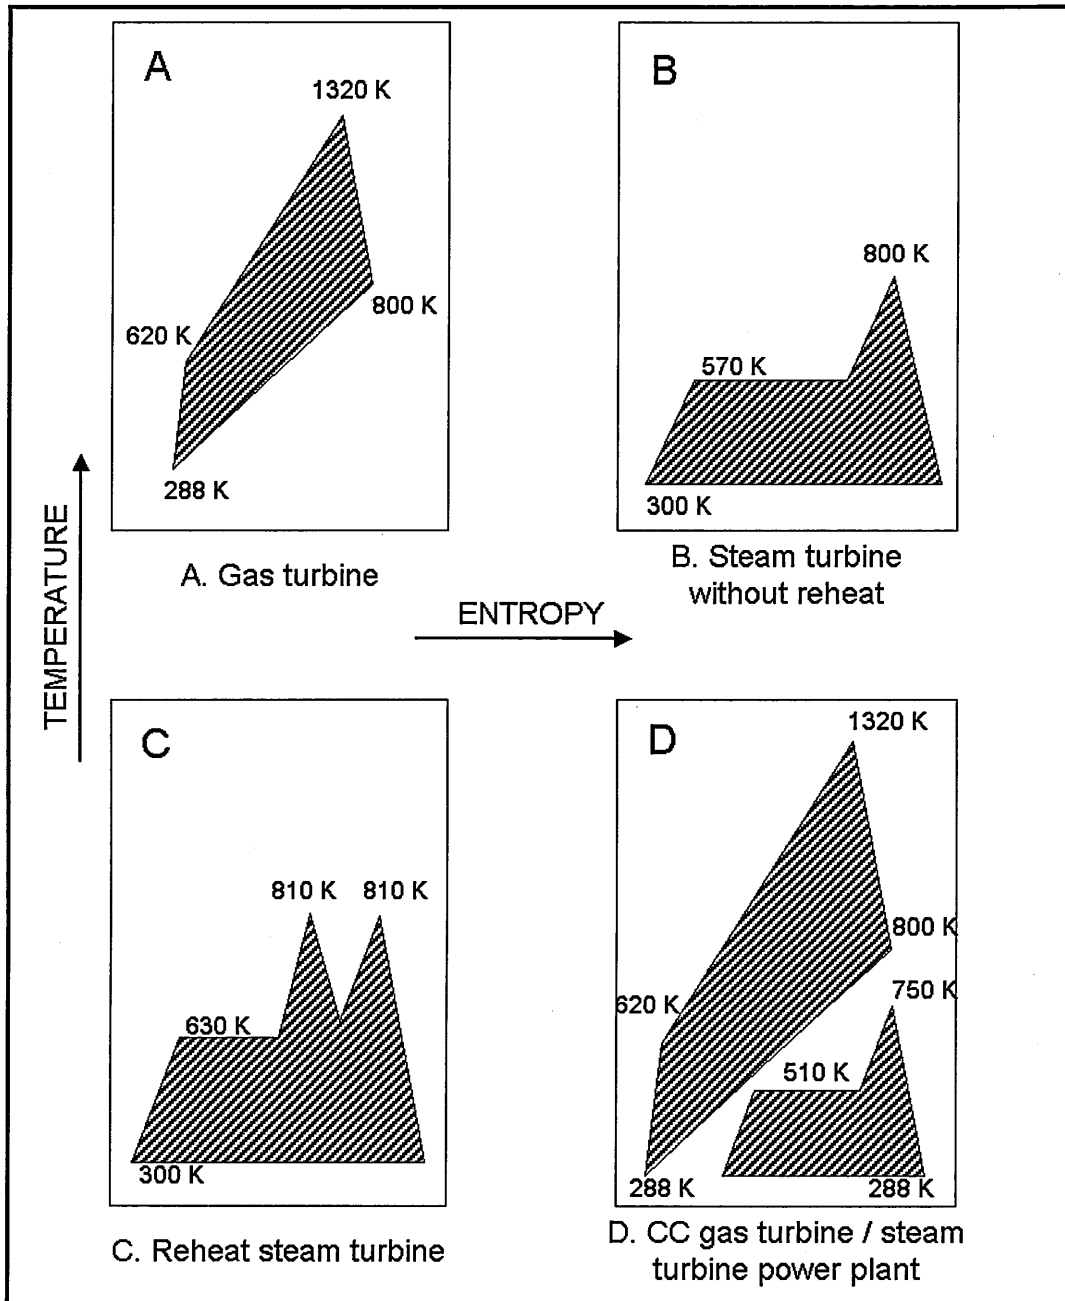 A
1320 K
620 K
800 K
288 K
A. Gas turbine
B
800 K
570 K
300 K
B. Steam turbine
without reheat
TEMPERATURE
ENTROPY
C
810 K 810 K
630 K
300 K
C. Reheat steam turbine
D
1320 K
800 K
750 K
620 K
510 K
288 K
288 K
D. CC gas turbine / steam
turbine power plant